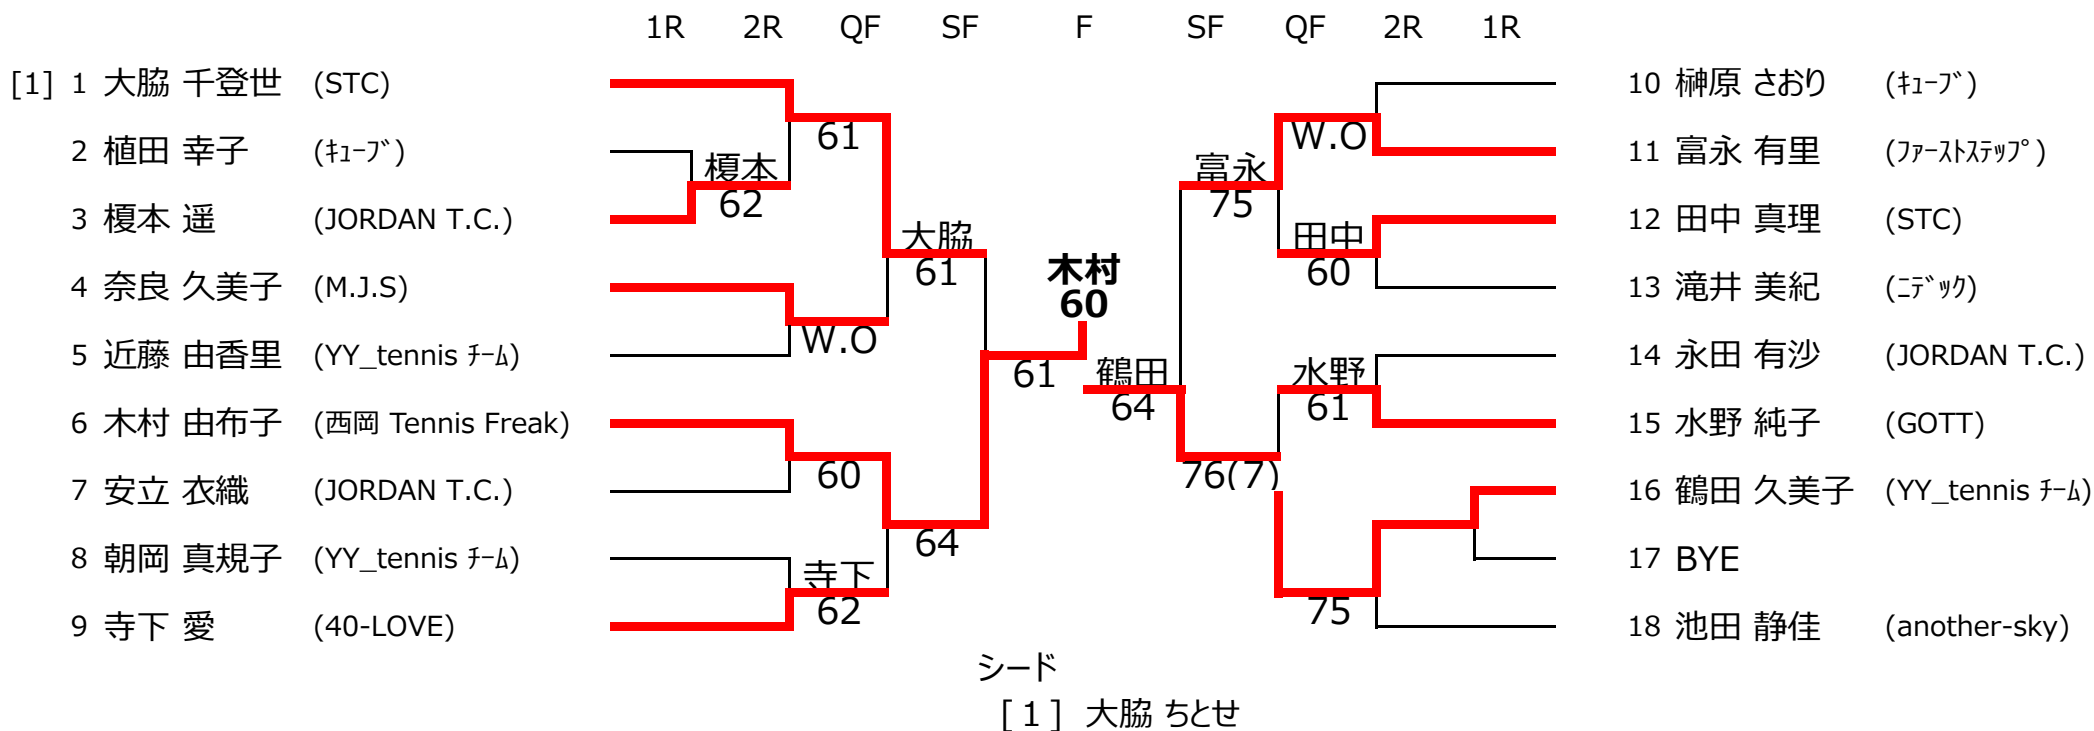 1R 2R QF SF F SF QF 2R 1R
[1] 1 大脇 千登世 (STC)
2 植田 幸子 (ｷｭｰﾌﾞ)
3 榎本 遥 (JORDAN T.C.)
4 奈良 久美子 (M.J.S)
5 近藤 由香里 (YY_tennis ﾁｰﾑ)
6 木村 由布子 (西岡 Tennis Freak)
7 安立 衣織 (JORDAN T.C.)
8 朝岡 真規子 (YY_tennis ﾁｰﾑ)
9 寺下 愛 (40-LOVE)
榎本
62
61
W.O
60
寺下
62
大脇
61
64
61
木村
60
鶴田
64
富永
75
76(7)
W.O
田中
60
水野
61
75
10 榊原 さおり (ｷｭｰﾌﾞ)
11 富永 有里 (ﾌｧｰｽﾄｽﾃｯﾌﾟ)
12 田中 真理 (STC)
13 滝井 美紀 (ﾆﾃﾞｯｸ)
14 永田 有沙 (JORDAN T.C.)
15 水野 純子 (GOTT)
16 鶴田 久美子 (YY_tennis ﾁｰﾑ)
17 BYE
18 池田 静佳 (another-sky)
シード
[ 1 ] 大脇 ちとせ